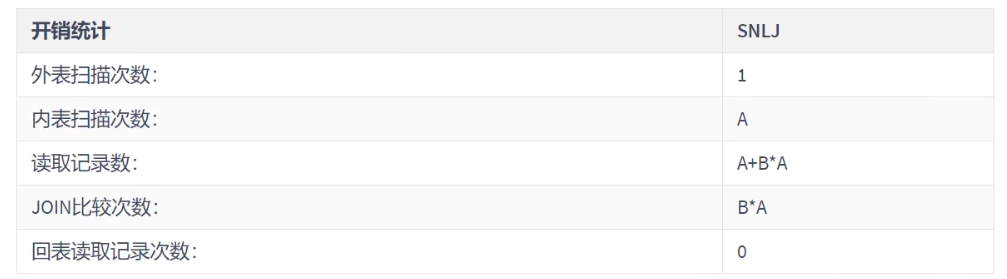 开销统计 SNLJ
外表扫描次数： 1
内表扫描次数： A
读取记录数： A+B*A
JOIN比较次数： B*A
回表读取记录次数： 0